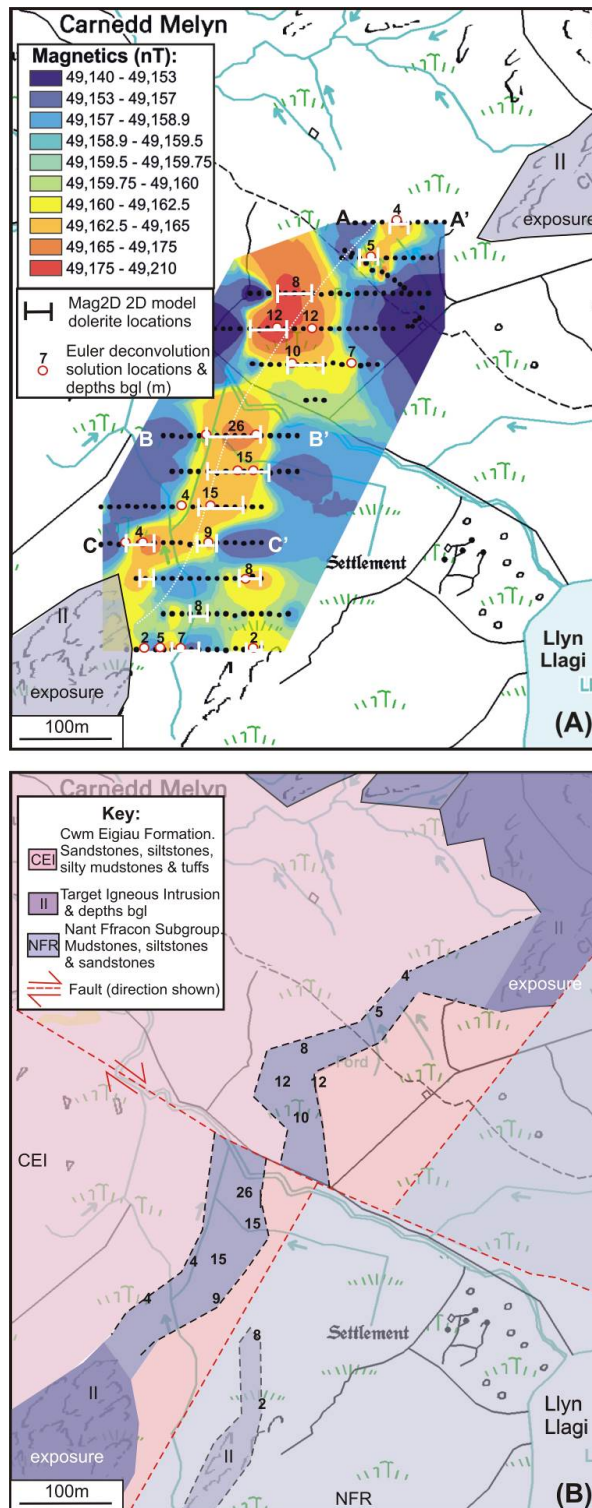 Carnedd Melyn
Magnetics (nT):
49,140 - 49,153
49,153 - 49,157
49,157 - 49,158.9
49,158.9 - 49,159.5
49,159.5 - 49,159.75
49,159.75 - 49,160
49,160 - 49,162.5
49,162.5 - 49,165
49,165 - 49,175
49,175 - 49,210
Mag2D 2D model
dolerite locations
7 Euler deconvolution
solution locations &
depths bgl (m)
II
exposure
A 4 A'
5
8
12 12
10 7
B 26 B'
15
4 15
C 4 9 C'
8
Settlement
8
2 5 7 2
II
exposure
Llyn
Llagi
100m
(A)
Carnedd Melyn
Key:
Cwm Eigiau Formation.
CEI Sandstones, siltstones,
silty mudstones & tuffs
II Target Igneous Intrusion
& depths bgl
Nant Ffracon Subgroup.
NFR Mudstones, siltstones
& sandstones
Fault (direction shown)
II
exposure
4
5
8
12 12
Ford
10
CEI
26
15
4 15
4 9
8
Settlement
2
II
II
exposure
Llyn
Llagi
NFR
100m
(B)